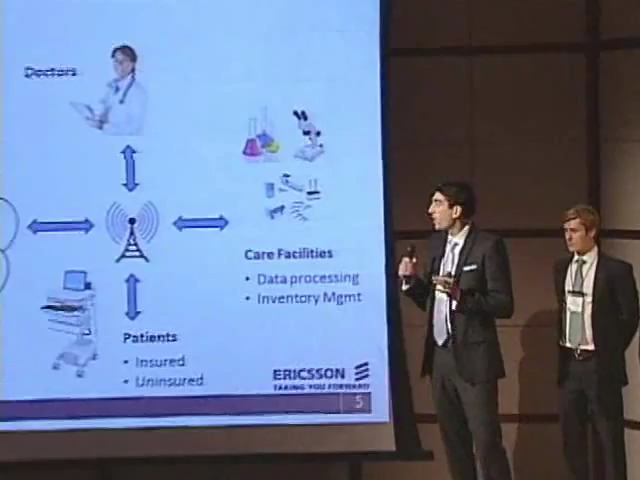 Doctors
Care Facilities
• Data processing
• Inventory Mgmt
Patients
• Insured
• Uninsured
ERICSSON
TAKING YOU FORWARD
5